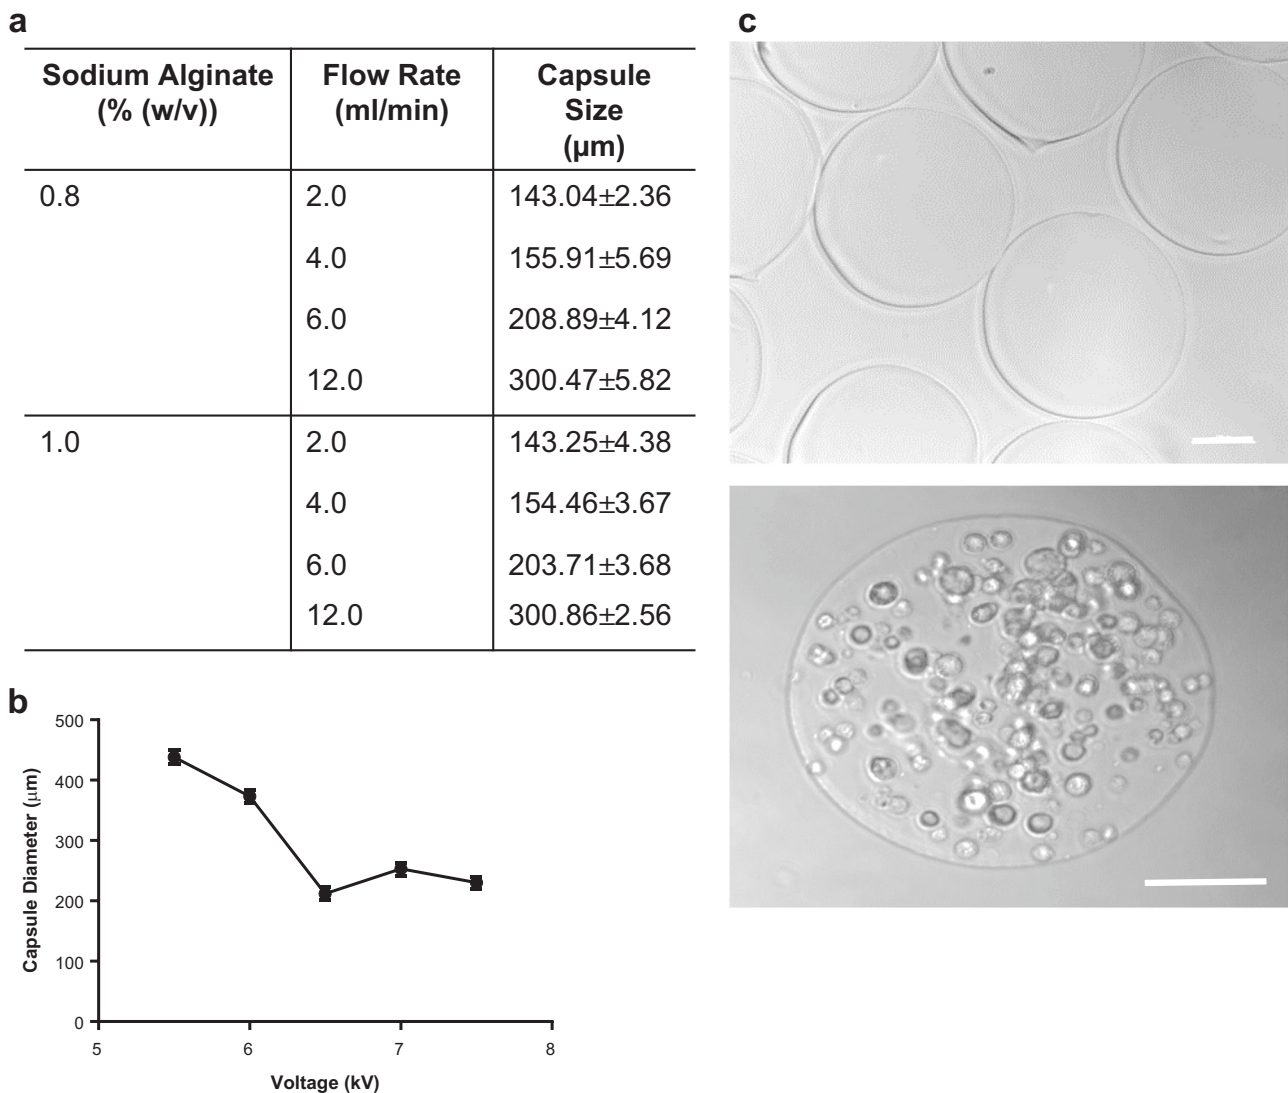 a
Sodium Alginate
(% (w/v))
Flow Rate
(ml/min)
Capsule
Size
(µm)
0.8
2.0
143.04±2.36
4.0
155.91±5.69
6.0
208.89±4.12
12.0
300.47±5.82
1.0
2.0
143.25±4.38
4.0
154.46±3.67
6.0
203.71±3.68
12.0
300.86±2.56
b
Capsule Diameter (µm)
500
400
300
200
100
0
5
6
7
8
Voltage (kV)
c